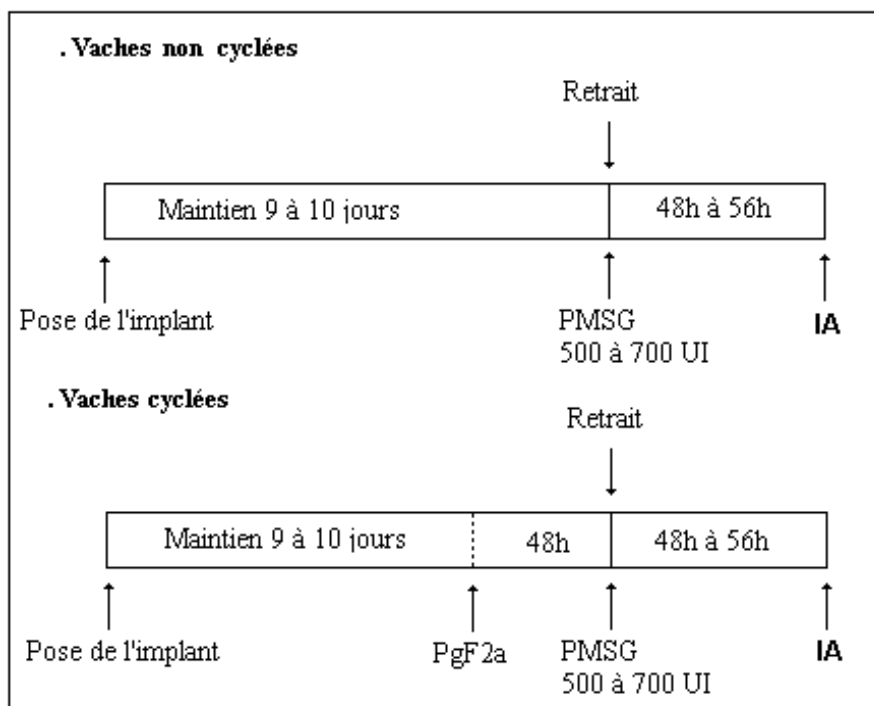 . Vaches non cyclées
Retrait
Maintien 9 à 10 jours
48h à 56h
Pose de l'implant
PMSG
500 à 700 UI
IA
. Vaches cyclées
Retrait
Maintien 9 à 10 jours
48h
48h à 56h
Pose de l'implant
PgF2a
PMSG
500 à 700 UI
IA